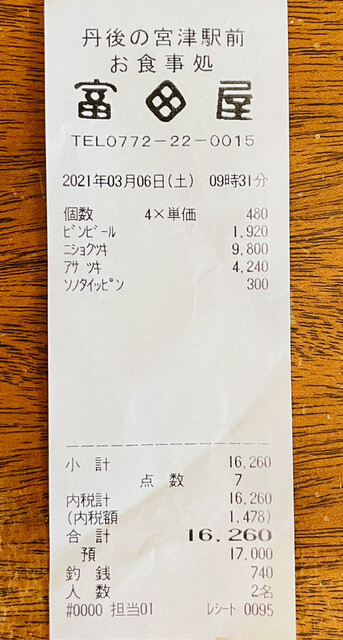 丹後の宮津駅前
お食事処
富田屋
TEL0772-22-0015
2021年03月06日(土) 09時31分
個数 4×単価 480
ﾋﾞﾝﾋﾞｰﾙ 1,920
ﾆｼｮｸﾂｷ 9,800
ｱｻ ﾂｷ 4,240
ｿﾉﾀｲｯﾋﾟﾝ 300
小計 16,260
点数 7
内税計 16,260
(内税額 1,478)
合計 16,260
預 17,000
釣銭 740
人数 2名
#0000 担当01 ﾚｼｰﾄ 0095